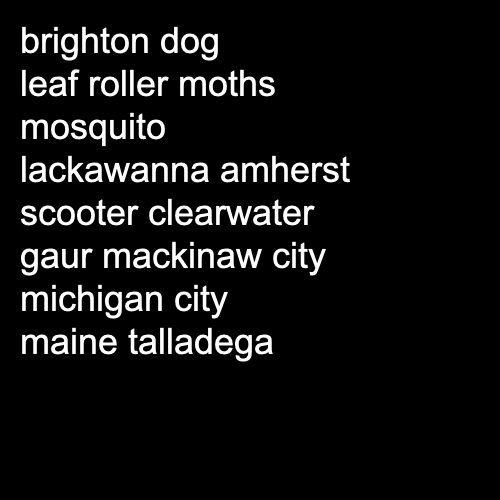 brighton dog
leaf roller moths
mosquito
lackawanna amherst
scooter clearwater
gaur mackinaw city
michigan city
maine talladega